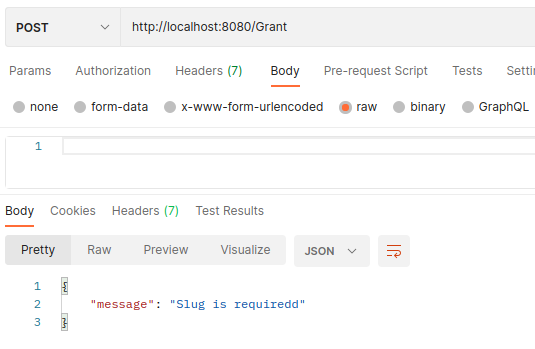 POST http://localhost:8080/Grant
Params Authorization Headers (7) Body Pre-request Script Tests Settin
none form-data x-www-form-urlencoded raw binary GraphQL
1
Body Cookies Headers (7) Test Results
Pretty Raw Preview Visualize JSON
1 {
2 "message": "Slug is requiredd"
3 }